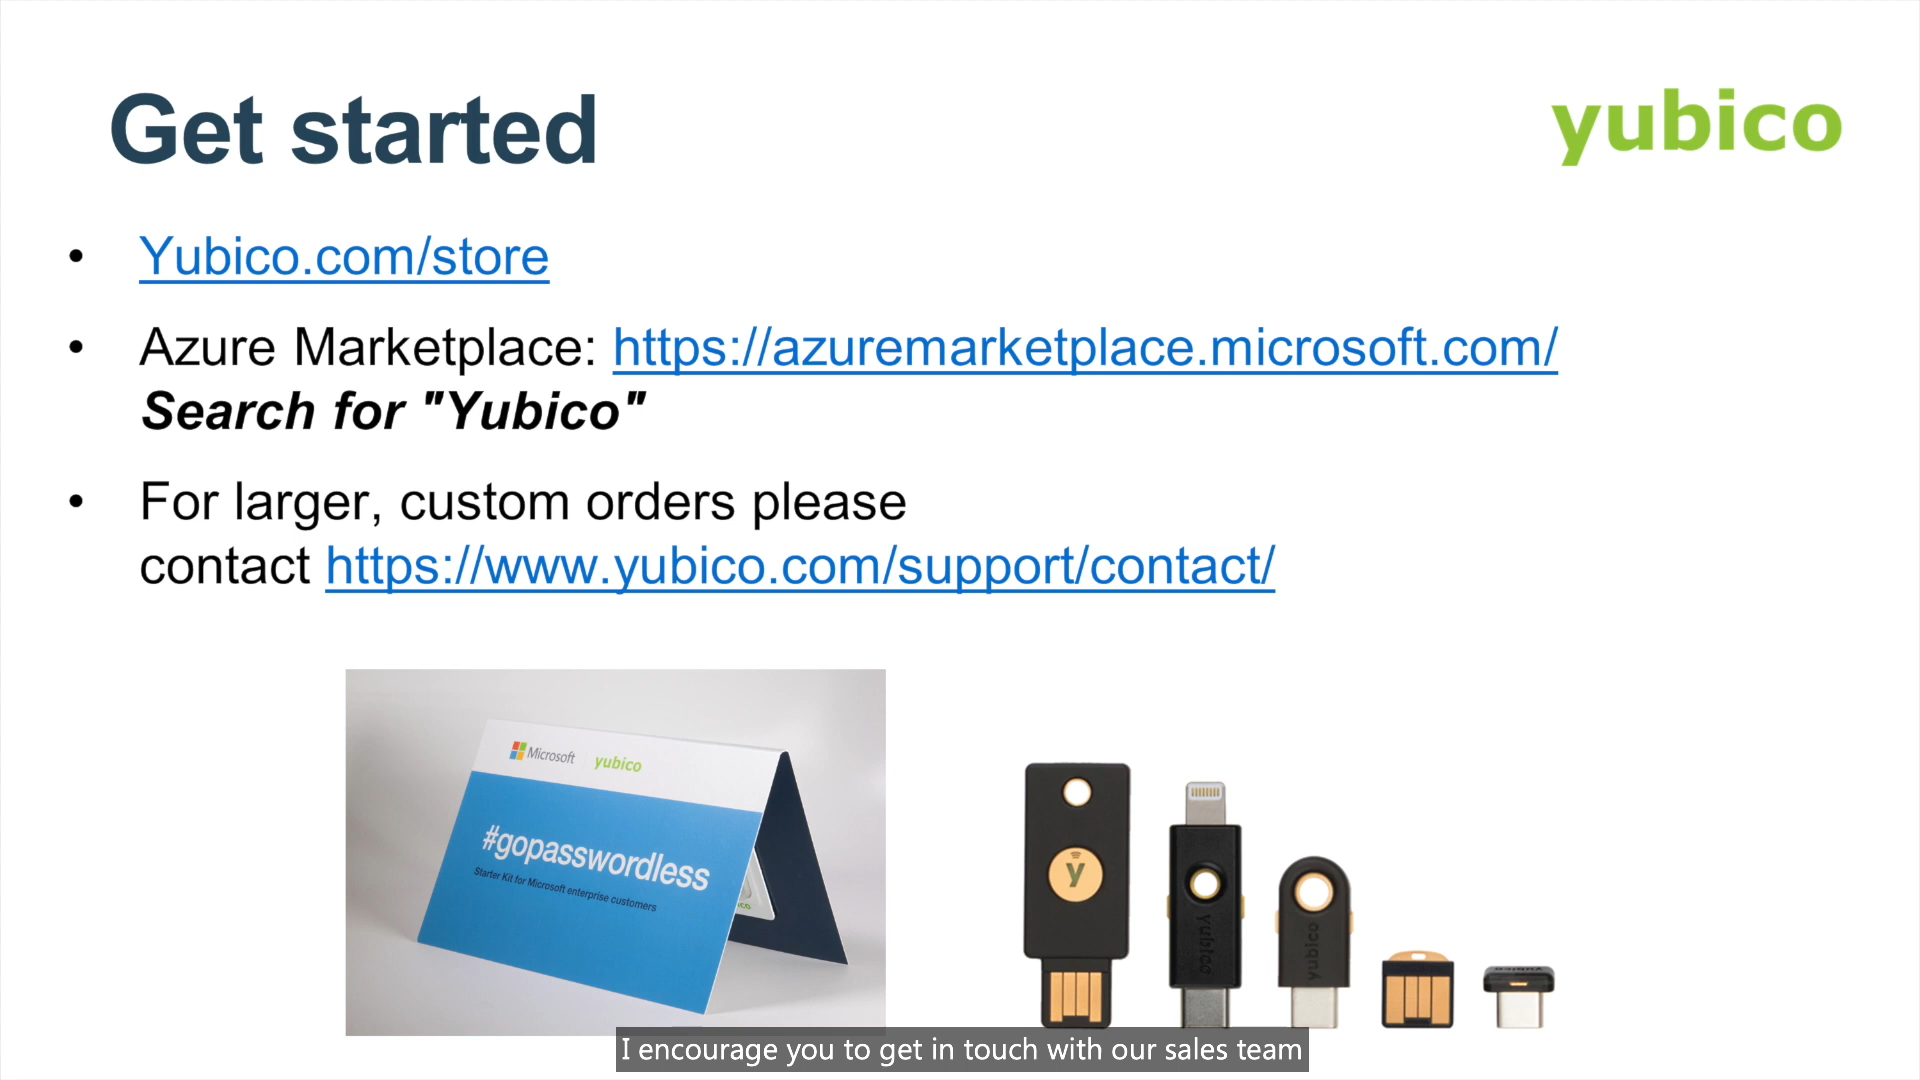 Get started
yubico
• Yubico.com/store
• Azure Marketplace: https://azuremarketplace.microsoft.com/
Search for "Yubico"
• For larger, custom orders please
contact https://www.yubico.com/support/contact/
Microsoft yubico
#gopasswordless
Starter Kit for Microsoft enterprise customers
y
yubico
yubico
yubico
I encourage you to get in touch with our sales team